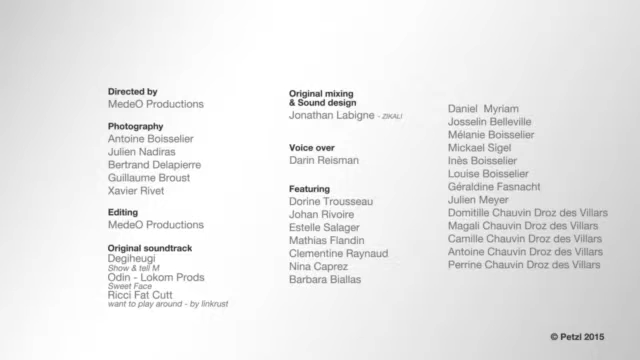 Directed by
MedeO Productions
Photography
Antoine Boisselier
Julien Nadiras
Bertrand Delapierre
Guillaume Broust
Xavier Rivet
Editing
MedeO Productions
Original soundtrack
Degiheugi
Show & tell M
Odin - Lokom Prods
Sweet Face
Ricci Fat Cutt
want to play around - by linkrust
Original mixing
& Sound design
Jonathan Labigne - ZIKALI
Voice over
Darin Reisman
Featuring
Dorine Trousseau
Johan Rivoire
Estelle Salager
Mathias Flandin
Clementine Raynaud
Nina Caprez
Barbara Biallas
Daniel Myriam
Josselin Belleville
Mélanie Boisselier
Mickael Sigel
Inès Boisselier
Louise Boisselier
Géraldine Fasnacht
Julien Meyer
Domitille Chauvin Droz des Villars
Magali Chauvin Droz des Villars
Camille Chauvin Droz des Villars
Antoine Chauvin Droz des Villars
Perrine Chauvin Droz des Villars
© Petzl 2015